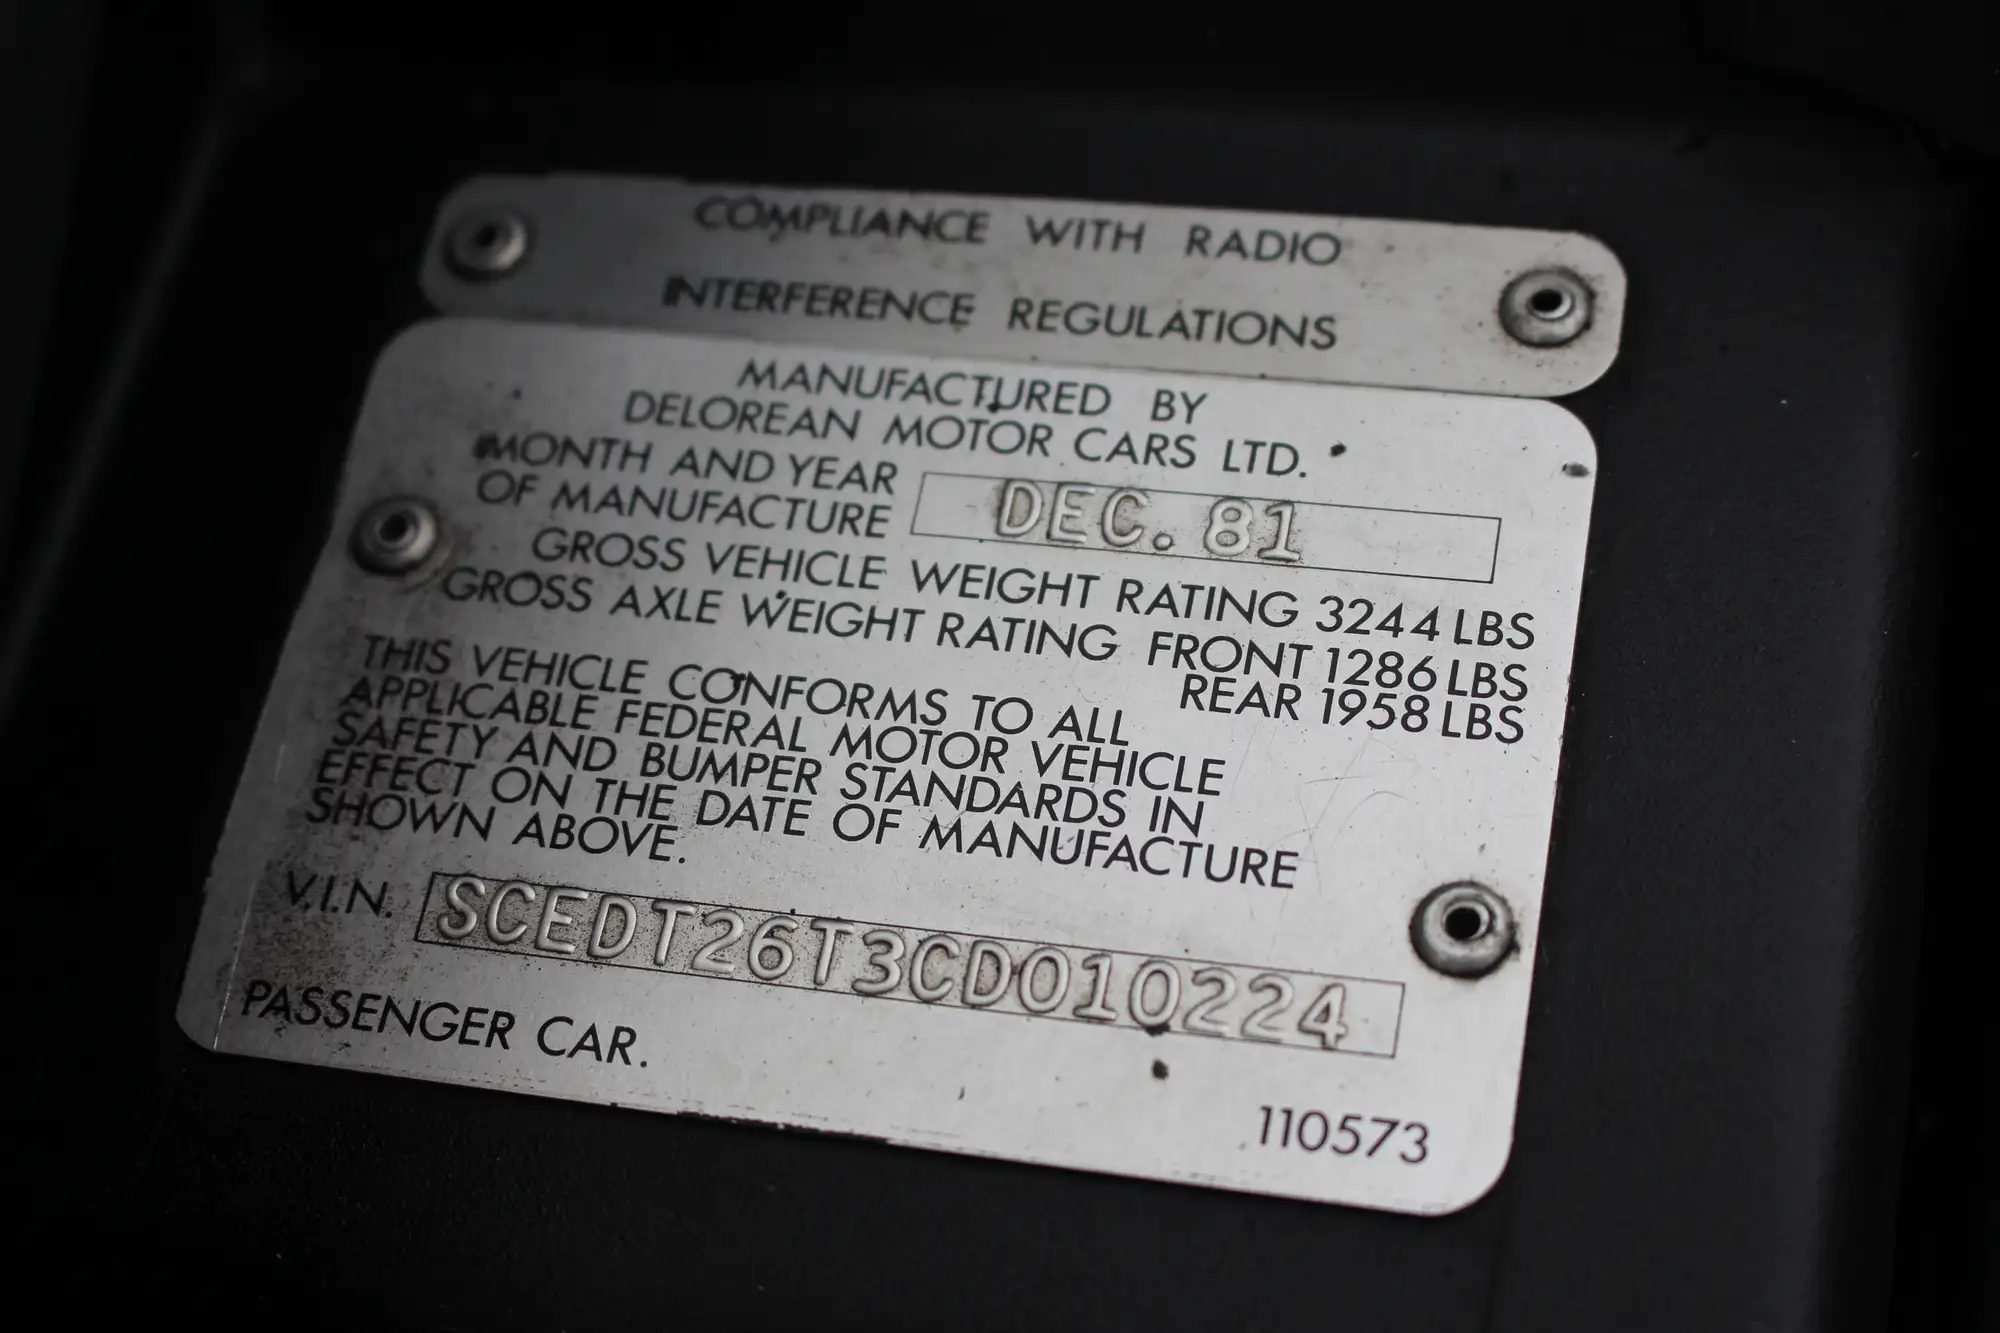 COMPLIANCE WITH RADIO
INTERFERENCE REGULATIONS
MANUFACTURED BY
DELOREAN MOTOR CARS LTD.
MONTH AND YEAR
OF MANUFACTURE DEC. 81
GROSS VEHICLE WEIGHT RATING 3244 LBS
GROSS AXLE WEIGHT RATING FRONT 1286 LBS
REAR 1958 LBS
THIS VEHICLE CONFORMS TO ALL
APPLICABLE FEDERAL MOTOR VEHICLE
SAFETY AND BUMPER STANDARDS IN
EFFECT ON THE DATE OF MANUFACTURE
SHOWN ABOVE.
V.I.N. SCEDT26T3CD010224
PASSENGER CAR.
110573